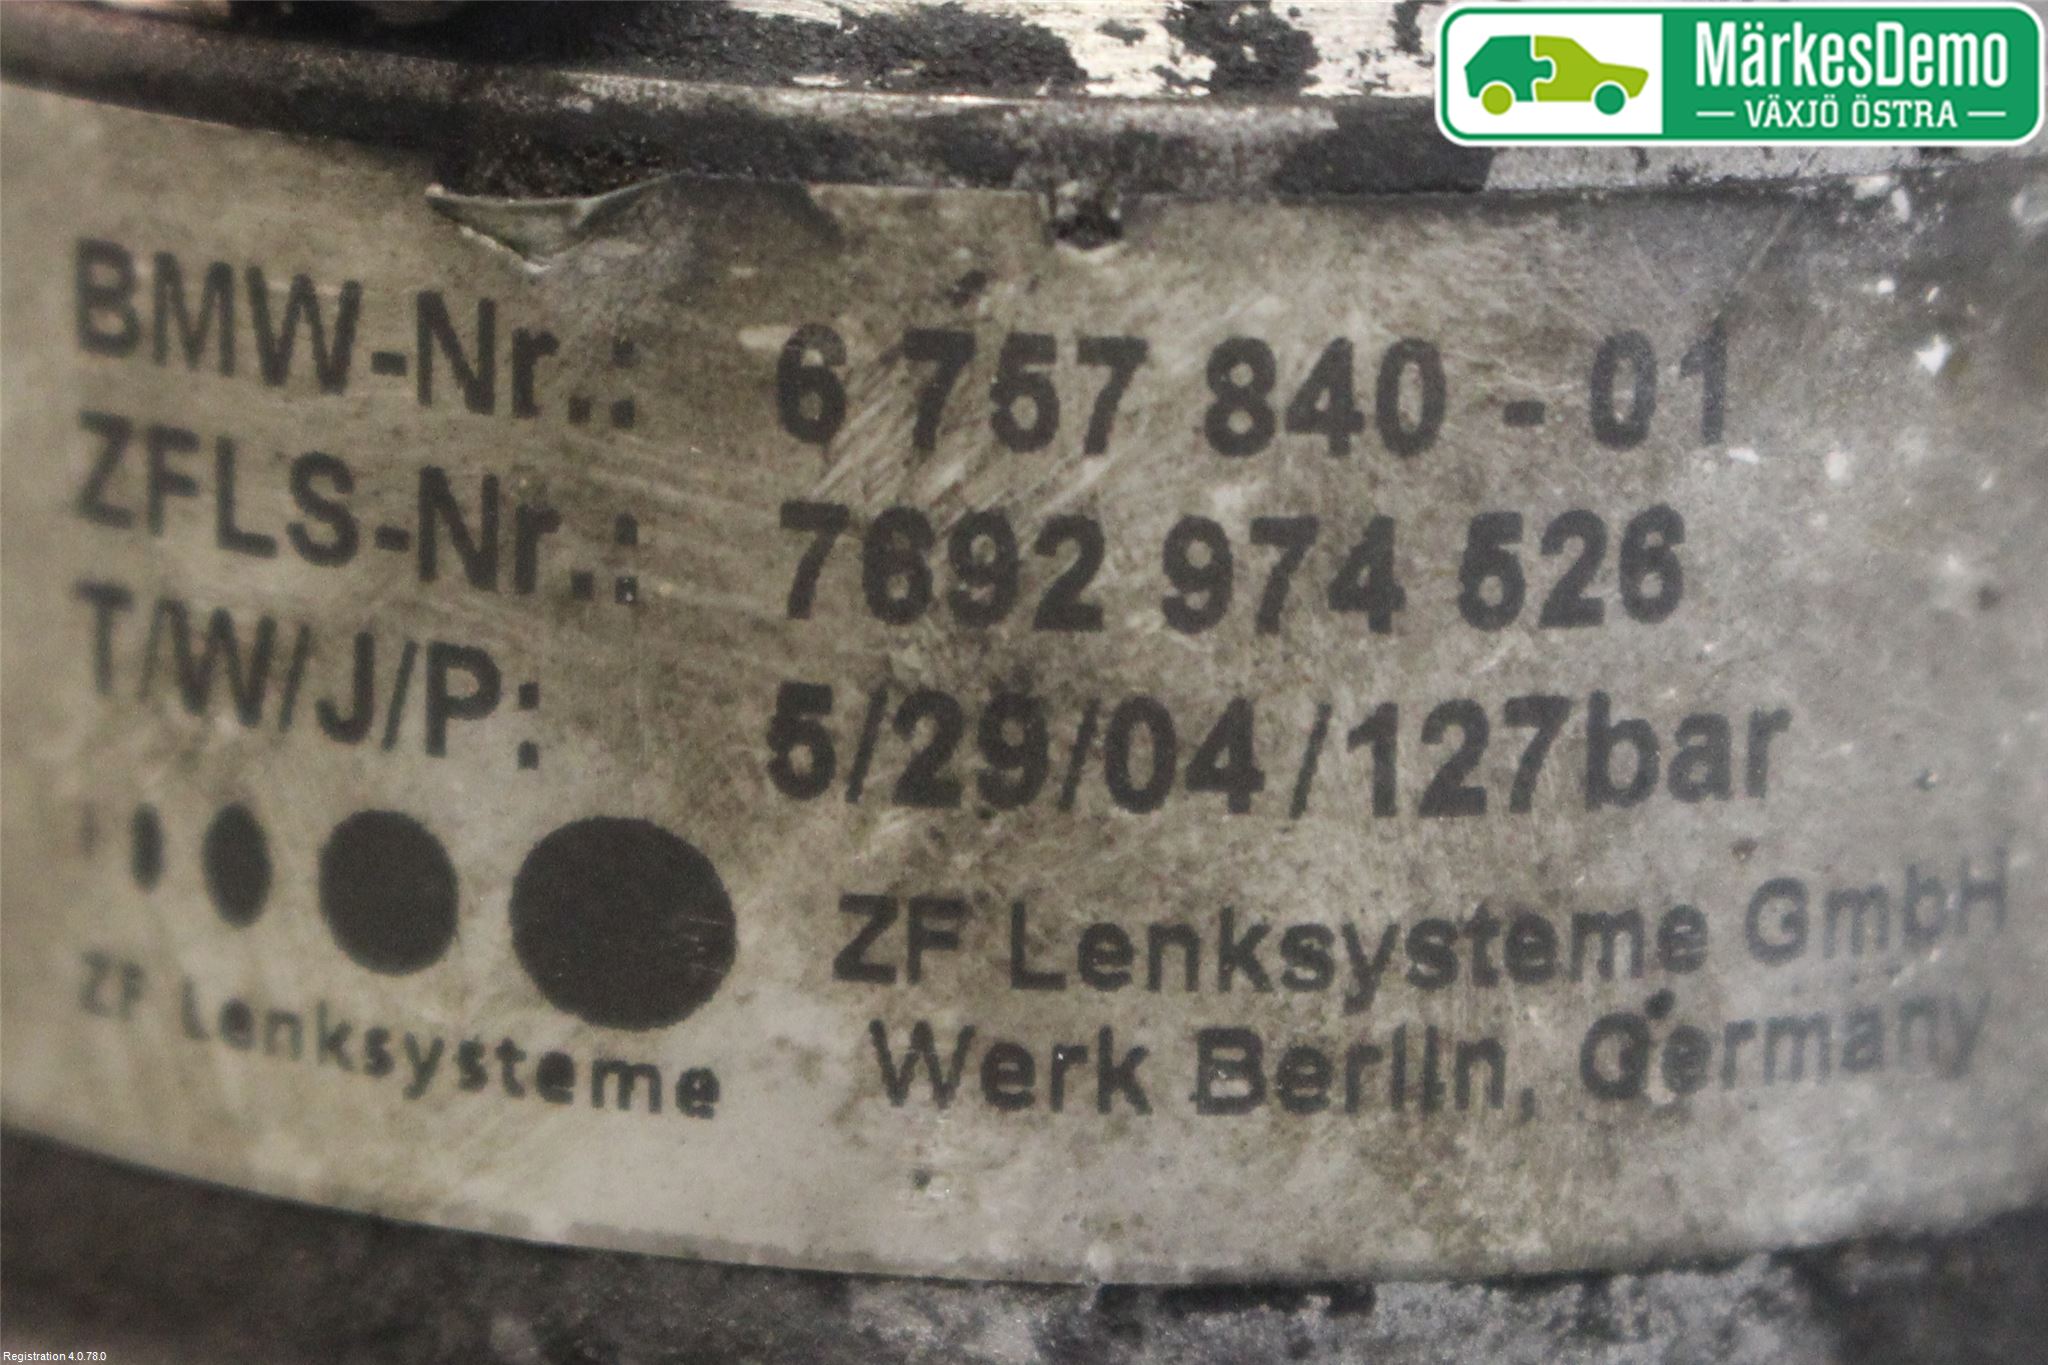 MärkesDemo
VÄXJÖ ÖSTRA
BMW-Nr.: 6 757 840 - 01
ZFLS-Nr.: 7692 974 526
T/W/J/P: 5/29/04/127bar
ZF Lenksysteme
ZF Lenksysteme GmbH
Werk Berlin, Germany
Registration 4.0.78.0